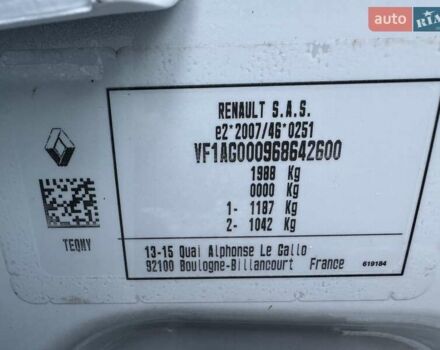 AUTO
RIA
RENAULT S.A.S.
e2*2007/46*0251
VF1AG000968642600
1988 Kg
0000 Kg
1- 1187 Kg
2- 1042 Kg
TEQMY
13-15 Quai Alphonse Le Gallo
92100 Boulogne-Billancourt France
619184